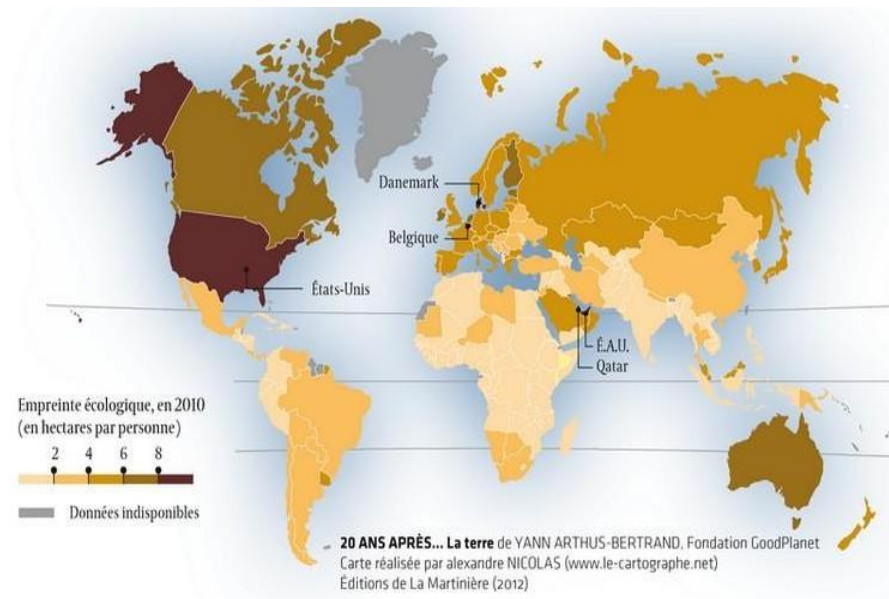 Danemark
Belgique
États-Unis
É.A.U.
Qatar
Empreinte écologique, en 2010
(en hectares par personne)
2 4 6 8
Données indisponibles
20 ANS APRÈS... La terre de YANN ARTHUS-BERTRAND, Fondation GoodPlanet
Carte réalisée par alexandre NICOLAS (www.le-cartographe.net)
Éditions de La Martinière (2012)